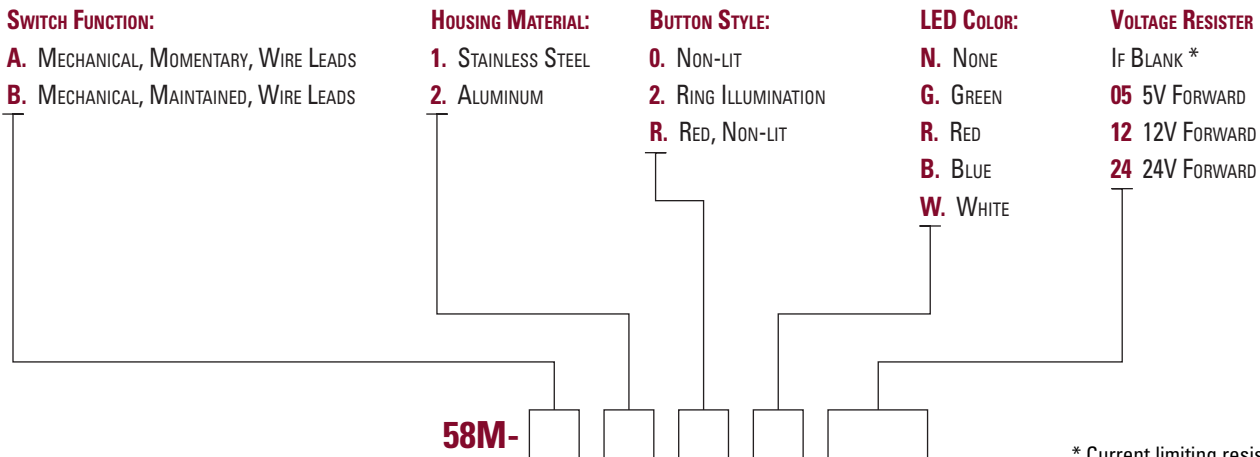 Switch Function:
A. Mechanical, Momentary, Wire Leads
B. Mechanical, Maintained, Wire Leads
Housing Material:
1. Stainless Steel
2. Aluminum
Button Style:
0. Non-lit
2. Ring Illumination
R. Red, Non-lit
LED Color:
N. None
G. Green
R. Red
B. Blue
W. White
Voltage Resister
If Blank *
05 5V Forward
12 12V Forward
24 24V Forward
58M-
* Current limiting